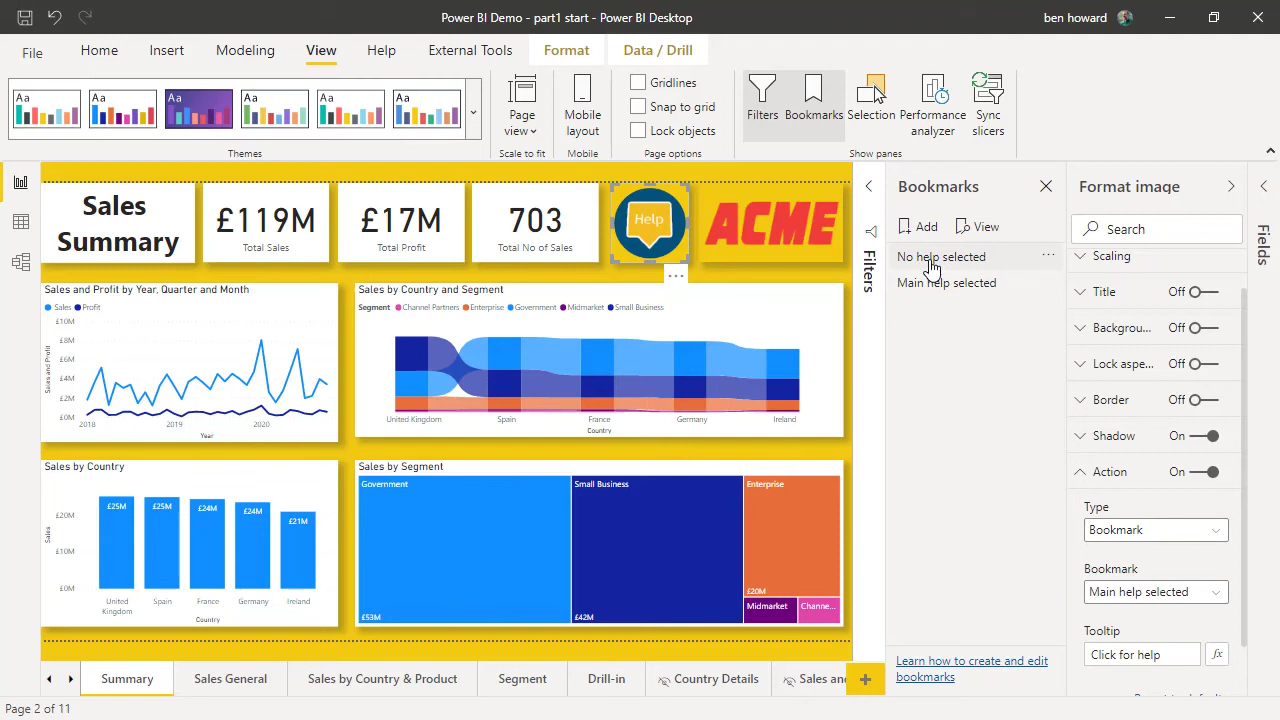 Power BI Demo - part1 start - Power BI Desktop
ben howard
File Home Insert Modeling View Help External Tools Format Data / Drill
Aa Aa Aa Aa Aa Aa
Page view
Mobile layout
Gridlines
Snap to grid
Lock objects
Filters
Bookmarks
Selection
Performance analyzer
Sync slicers
Themes
Scale to fit
Mobile
Page options
Show panes
Sales Summary
£119M
Total Sales
£17M
Total Profit
703
Total No of Sales
Help
ACME
Sales and Profit by Year, Quarter and Month
Sales Profit
£10M
£8M
£6M
£4M
£2M
£0M
Sales and Profit
2018 2019 2020
Year
Sales by Country and Segment
Segment Channel Partners Enterprise Government Midmarket Small Business
United Kingdom Spain France Germany Ireland
Country
Sales by Country
£20M
£10M
£0M
Sales
£25M £25M £24M £24M £21M
United Kingdom Spain France Germany Ireland
Country
Sales by Segment
Government
£53M
Small Business
£42M
Enterprise
£20M
Midmarket
Channe...
Filters
Bookmarks
Add View
No help selected
Main help selected
Learn how to create and edit
bookmarks
Format image
Search
Scaling
Title Off
Backgrou... Off
Lock aspe... Off
Border Off
Shadow On
Action On
Type
Bookmark
Bookmark
Main help selected
Tooltip
Click for help
fx
Fields
Summary Sales General Sales by Country & Product Segment Drill-in Country Details Sales an
Page 2 of 11